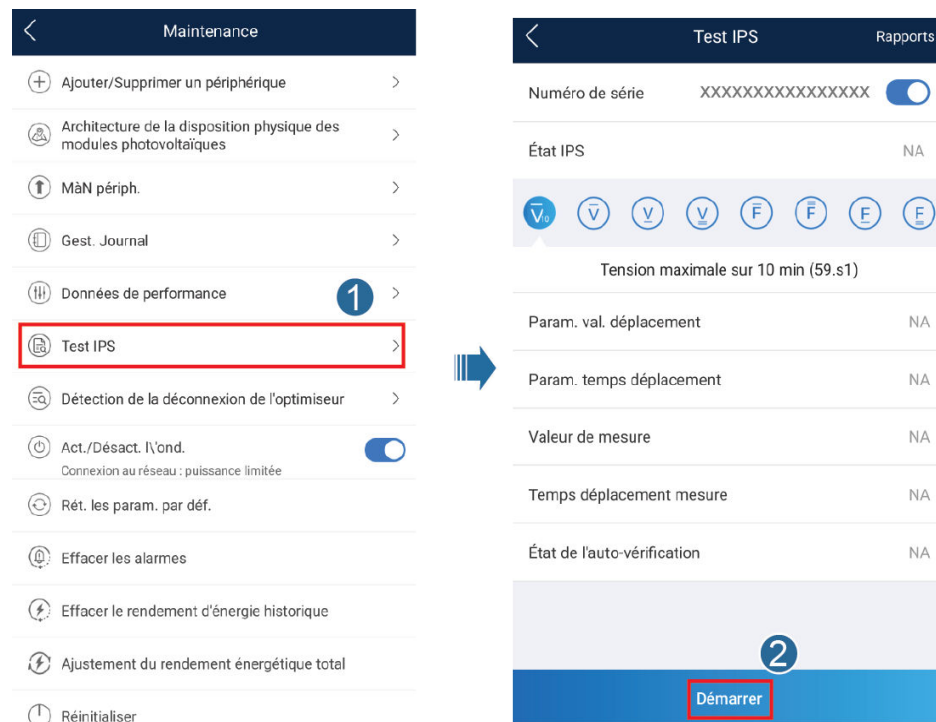 Maintenance
Ajouter/Supprimer un périphérique
Architecture de la disposition physique des
modules photovoltaïques
MàN périph.
Gest. Journal
Données de performance
1
Test IPS
Détection de la déconnexion de l'optimiseur
Act./Désact. l\'ond.
Connexion au réseau : puissance limitée
Rét. les param. par déf.
Effacer les alarmes
Effacer le rendement d'énergie historique
Ajustement du rendement énergétique total
Réinitialiser
Test IPS
Rapports
Numéro de série XXXXXXXXXXXXXXXX
État IPS NA
V̅10 V̅ V̲ V̳ F̅ F̿ F̲ F̳
Tension maximale sur 10 min (59.s1)
Param. val. déplacement NA
Param. temps déplacement NA
Valeur de mesure NA
Temps déplacement mesure NA
État de l'auto-vérification NA
2
Démarrer